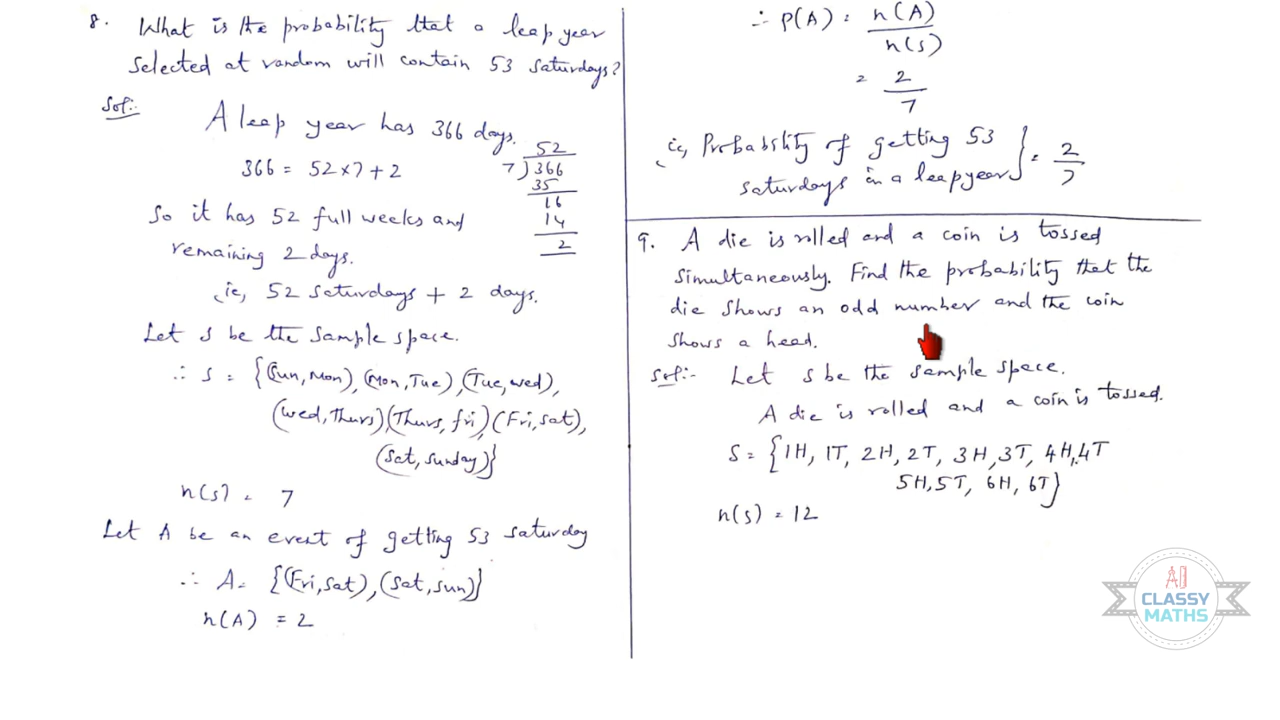 8. What is the probability that a leap year
selected at random will contain 53 saturdays?
Sol:-
A leap year has 366 days.
366 = 52×7+2
52
7)366
35
16
14
2
So it has 52 full weeks and
remaining 2 days.
ie, 52 saturdays + 2 days.
Let S be the sample space.
∴ S = {(Sun, Mon), (Mon, Tue), (Tue, wed),
(wed, Thurs)(Thurs, fri), (Fri, sat),
(Sat, sunday)}
n(s) = 7
Let A be an event of getting 53 saturday
∴ A = {(Fri, sat), (sat, sun)}
n(A) = 2
∴ P(A) = n(A)
n(s)
= 2
7
ie, Probability of getting 53
saturdays in a leap year} = 2
7
9. A die is rolled and a coin is tossed
simultaneously. Find the probability that the
die shows an odd number and the coin
shows a head.
Sol:- Let S be the sample space.
A die is rolled and a coin is tossed.
S = {1H, 1T, 2H, 2T, 3H, 3T, 4H, 4T
5H, 5T, 6H, 6T}
n(s) = 12
CLASSY
MATHS